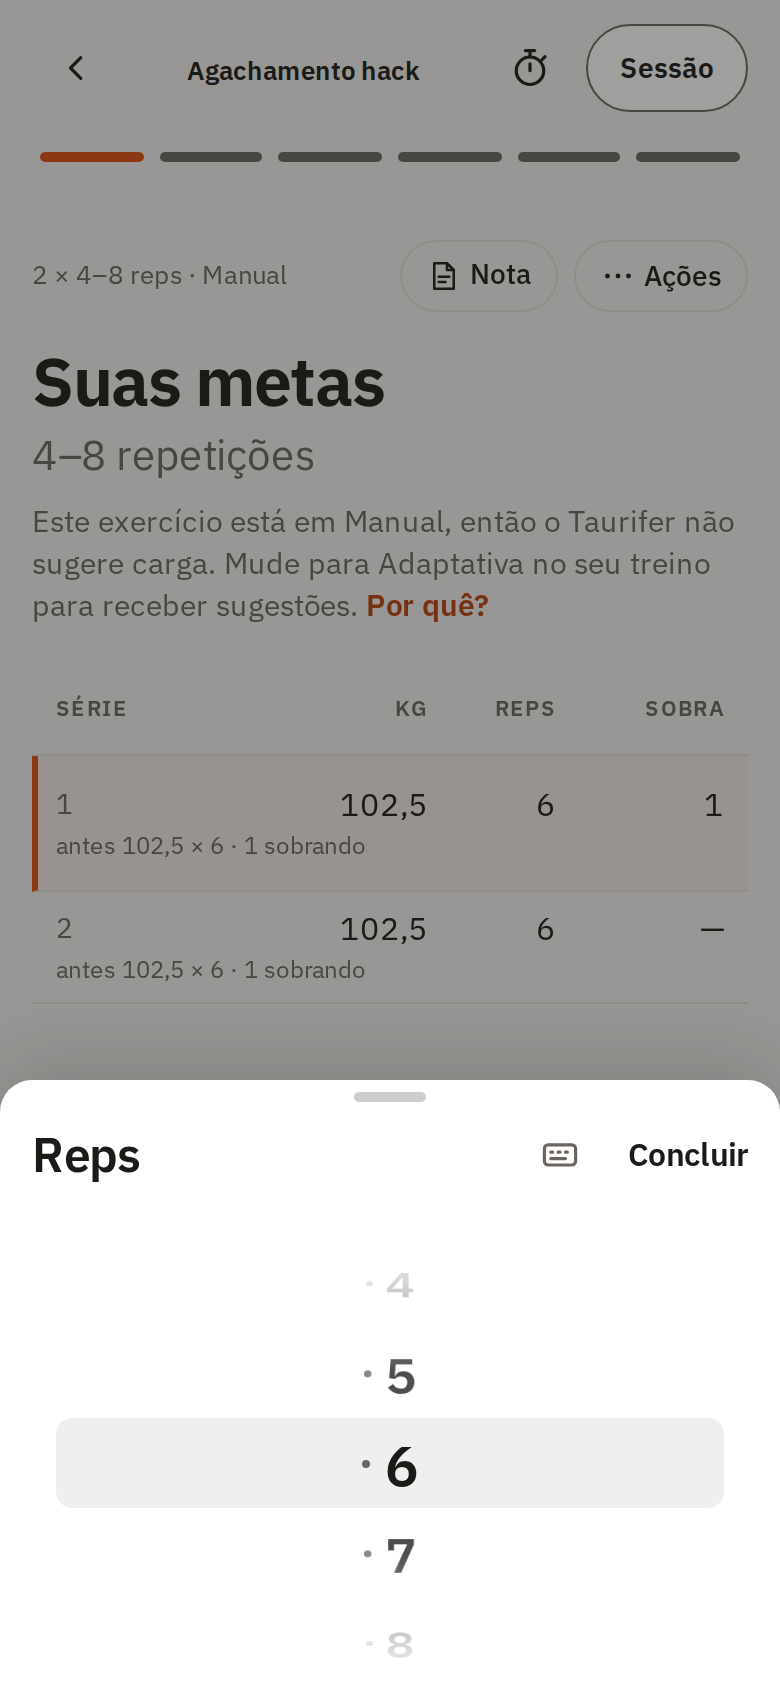 Agachamento hack
Sessão
2 × 4–8 reps · Manual
Nota
Ações
Suas metas
4–8 repetições
Este exercício está em Manual, então o Taurifer não
sugere carga. Mude para Adaptativa no seu treino
para receber sugestões. Por quê?
SÉRIE KG REPS SOBRA
1 102,5 6 1
antes 102,5 × 6 · 1 sobrando
2 102,5 6 —
antes 102,5 × 6 · 1 sobrando
Reps
Concluir
· 4
· 5
· 6
· 7
· 8